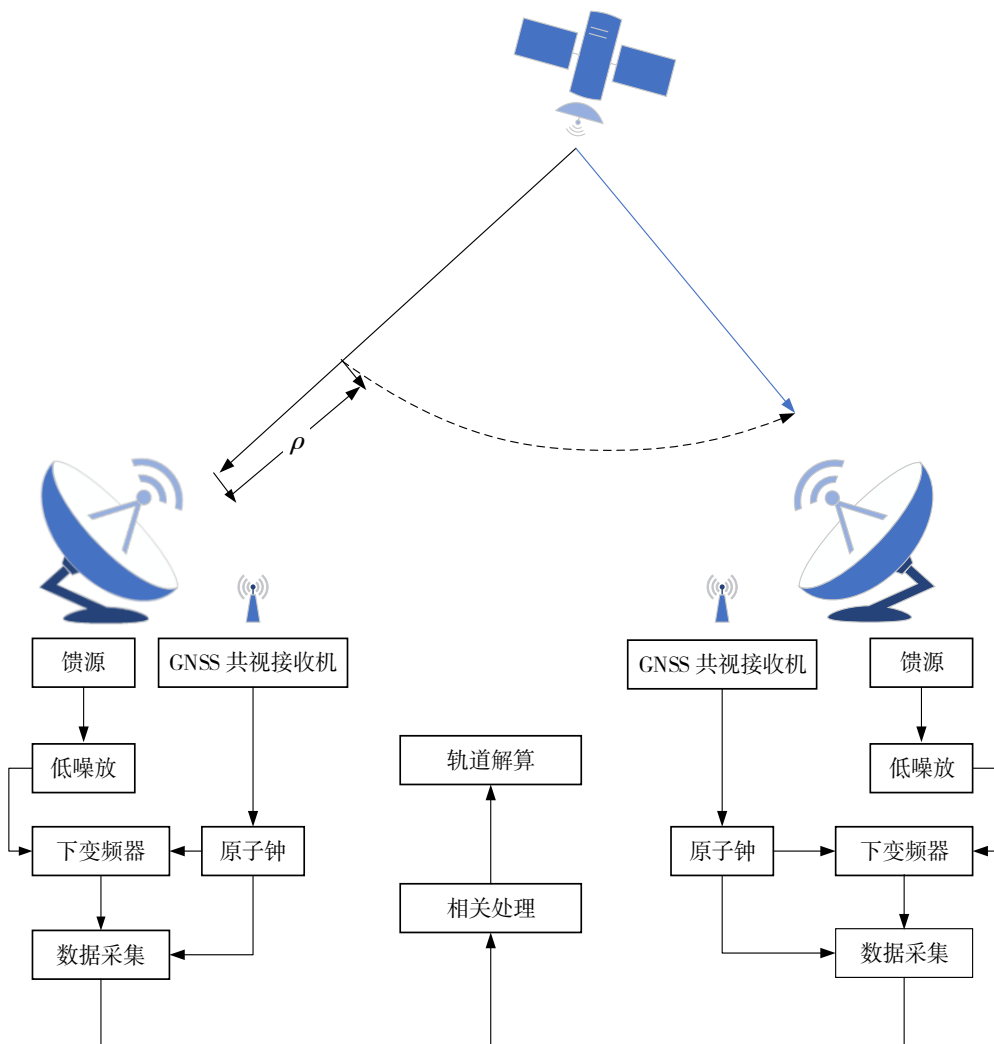 ρ
馈源
GNSS 共视接收机
GNSS 共视接收机
馈源
低噪放
轨道解算
低噪放
下变频器
原子钟
原子钟
下变频器
相关处理
数据采集
数据采集